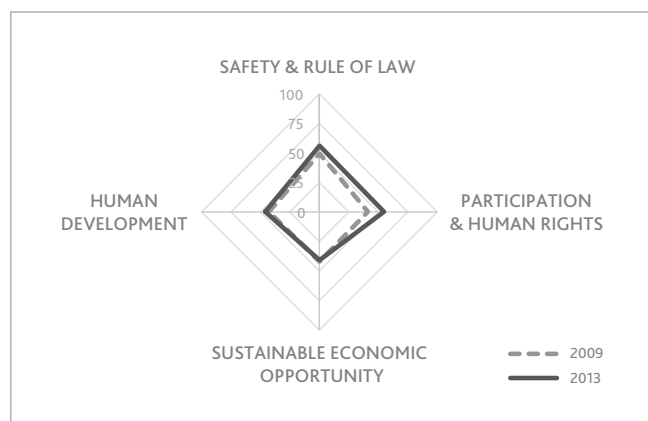 SAFETY & RULE OF LAW
100
75
50
25
0
HUMAN
DEVELOPMENT
PARTICIPATION
& HUMAN RIGHTS
SUSTAINABLE ECONOMIC
OPPORTUNITY
2009
2013